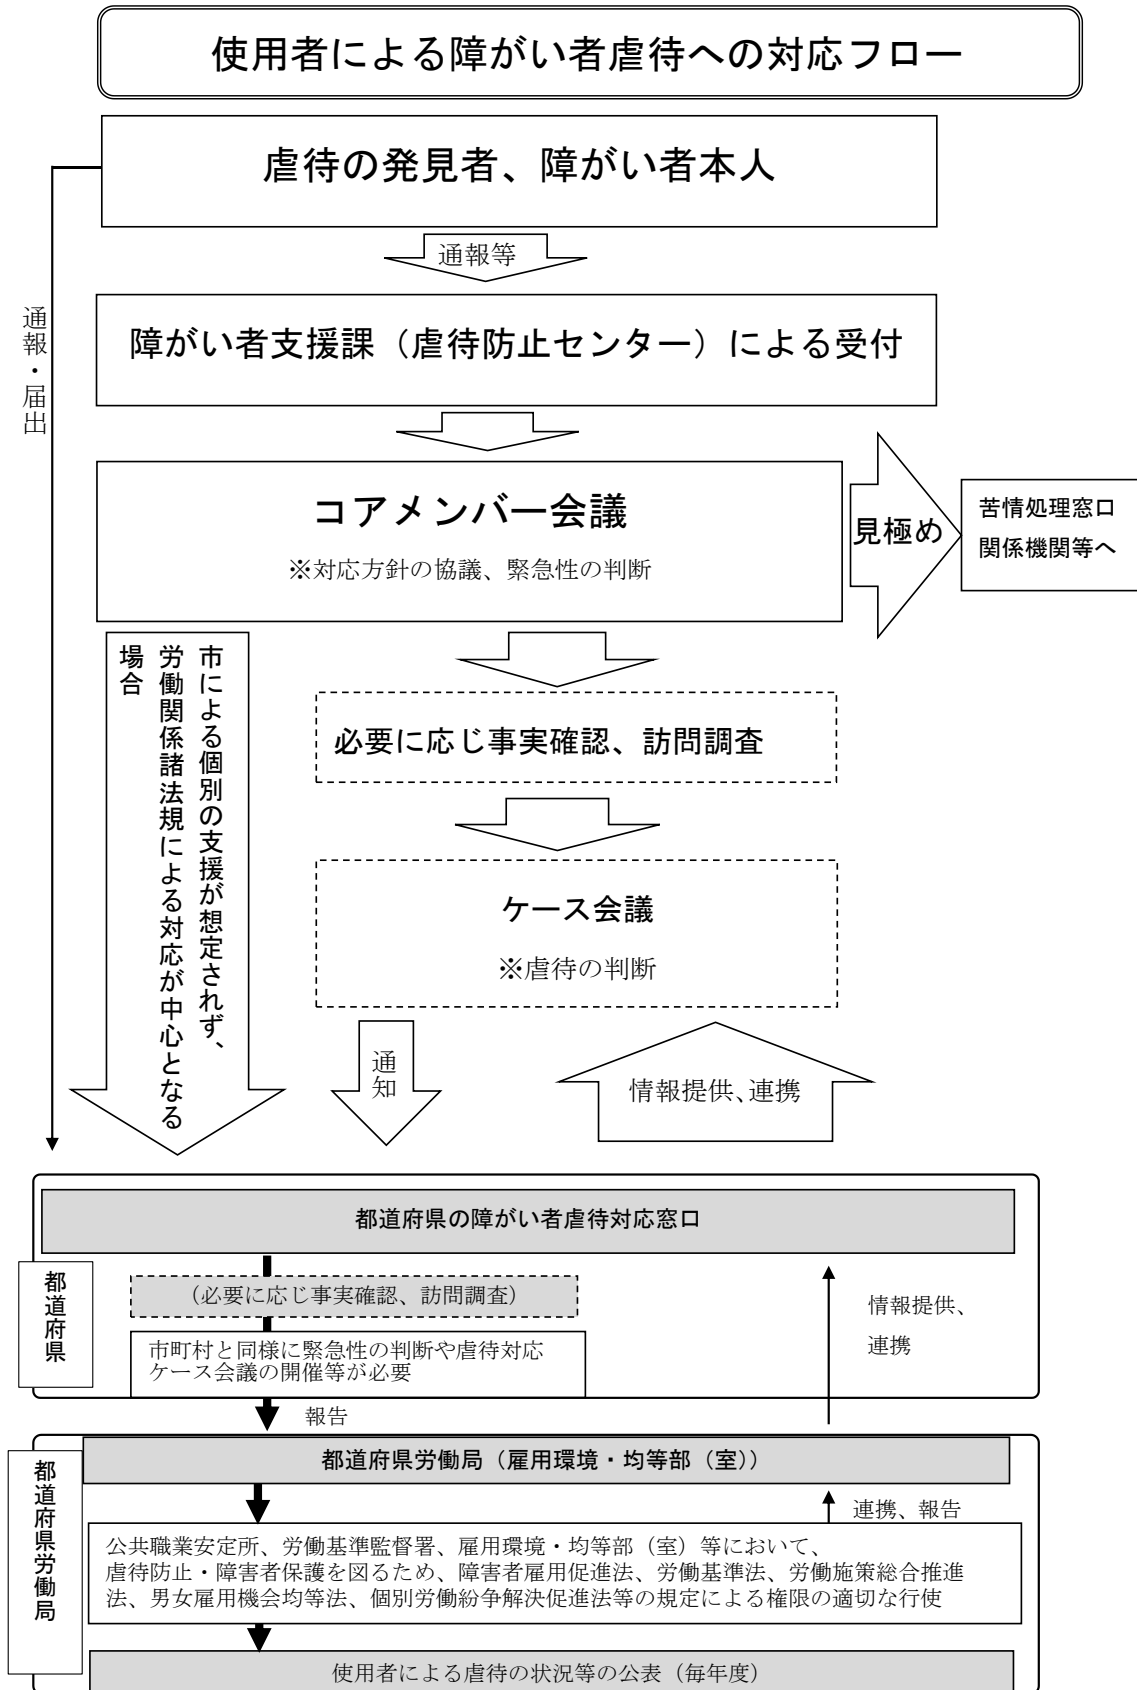 使用者による障がい者虐待への対応フロー
虐待の発見者、障がい者本人
通報等
通報・届出
障がい者支援課（虐待防止センター）による受付
コアメンバー会議
※対応方針の協議、緊急性の判断
見極め
苦情処理窓口
関係機関等へ
市による個別の支援が想定されず、
労働関係諸法規による対応が中心となる
場合
必要に応じ事実確認、訪問調査
ケース会議
※虐待の判断
通知
情報提供、連携
都道府県の障がい者虐待対応窓口
都道府県
（必要に応じ事実確認、訪問調査）
市町村と同様に緊急性の判断や虐待対応
ケース会議の開催等が必要
情報提供、
連携
報告
都道府県労働局（雇用環境・均等部（室））
都道府県労働局
連携、報告
公共職業安定所、労働基準監督署、雇用環境・均等部（室）等において、
虐待防止・障害者保護を図るため、障害者雇用促進法、労働基準法、労働施策総合推進
法、男女雇用機会均等法、個別労働紛争解決促進法等の規定による権限の適切な行使
使用者による虐待の状況等の公表（毎年度）